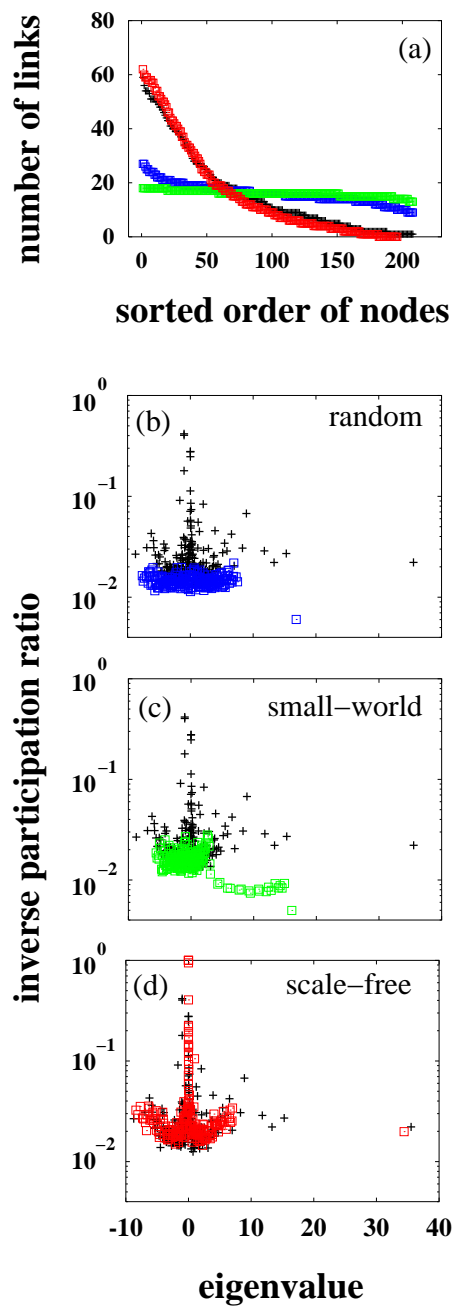 80
(a)
60
40
20
0
0 50 100 150 200
number of links
sorted order of nodes
10^0
(b) random
10^−1
10^−2
10^0
(c) small−world
10^−1
10^−2
10^0
(d) scale−free
10^−1
10^−2
inverse participation ratio
-10 0 10 20 30 40
eigenvalue